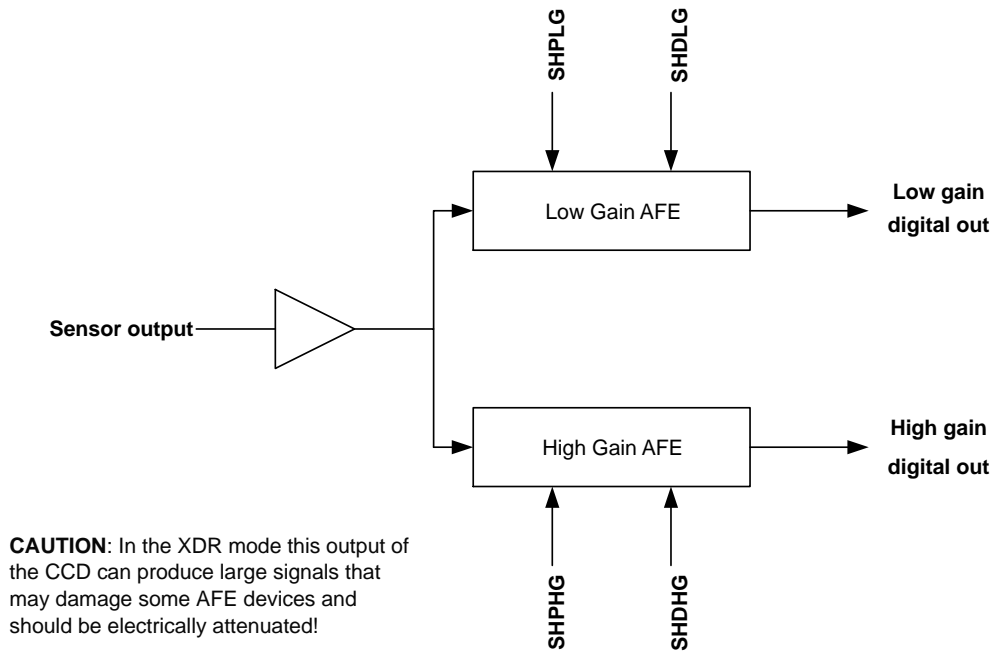 SHPLG
SHDLG
Low Gain AFE
Low gain
digital out
Sensor output
High Gain AFE
High gain
digital out
CAUTION: In the XDR mode this output of
the CCD can produce large signals that
may damage some AFE devices and
should be electrically attenuated!
SHPHG
SHDHG